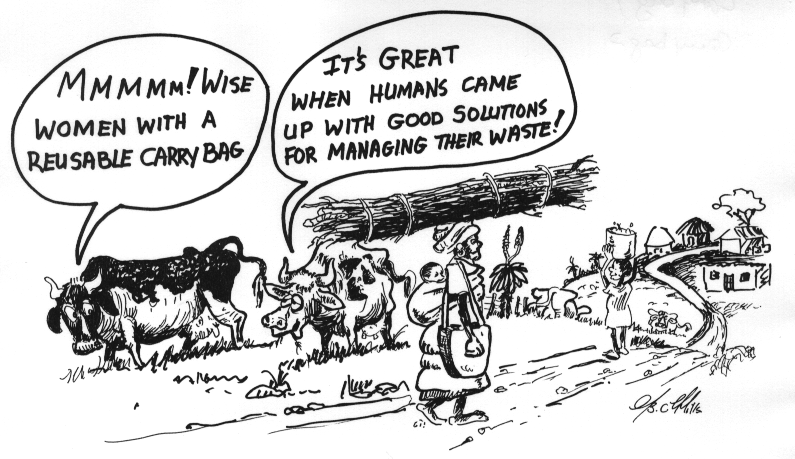 MMMMMM! WISE
WOMEN WITH A
REUSABLE CARRY BAG
IT'S GREAT
WHEN HUMANS CAME
UP WITH GOOD SOLUTIONS
FOR MANAGING THEIR WASTE!